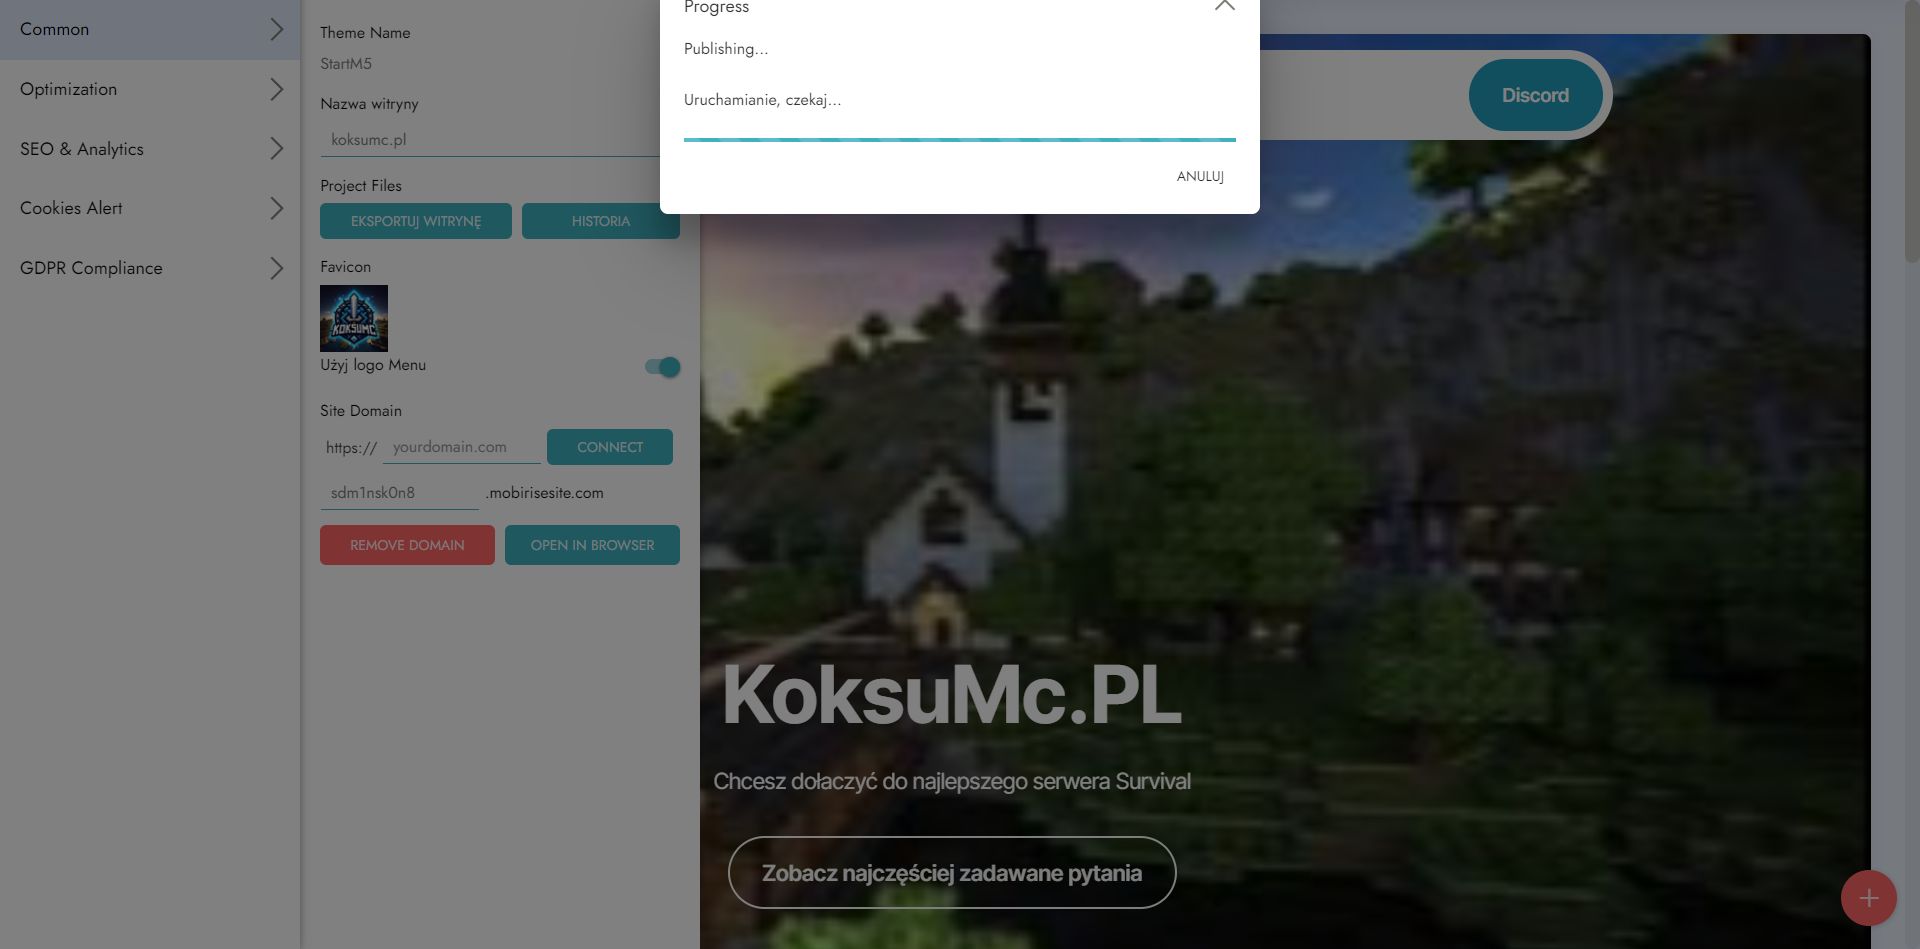 Common
Optimization
SEO & Analytics
Cookies Alert
GDPR Compliance
Theme Name
StartM5
Nazwa witryny
koksumc.pl
Project Files
EKSPORTUJ WITRYNĘ
HISTORIA
Favicon
KOKSUMC
Użyj logo Menu
Site Domain
https://
yourdomain.com
CONNECT
sdm1nsk0n8
.mobirisesite.com
REMOVE DOMAIN
OPEN IN BROWSER
Progress
Publishing...
Uruchamianie, czekaj...
ANULUJ
Discord
KoksuMc.PL
Chcesz dołaczyć do najlepszego serwera Survival
Zobacz najczęściej zadawane pytania